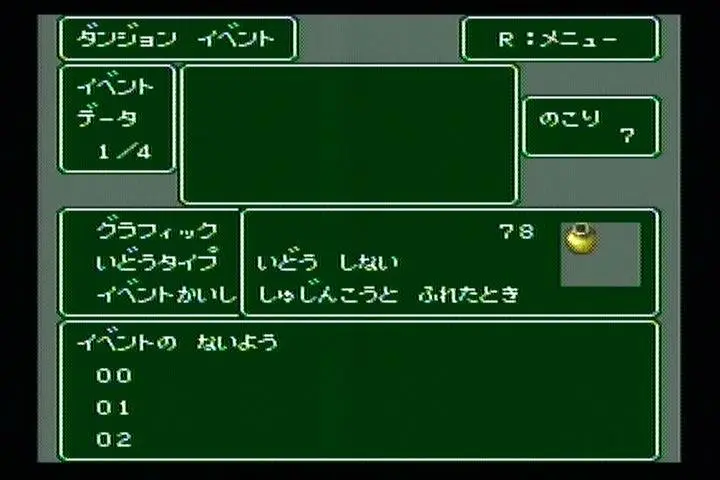 ダンジョン イベント
R:メニュー
イベント
データ
1/4
のこり
7
グラフィック 78
いどうタイプ いどう しない
イベントかいし しゅじんこうと ふれたとき
イベントの ないよう
00
01
02